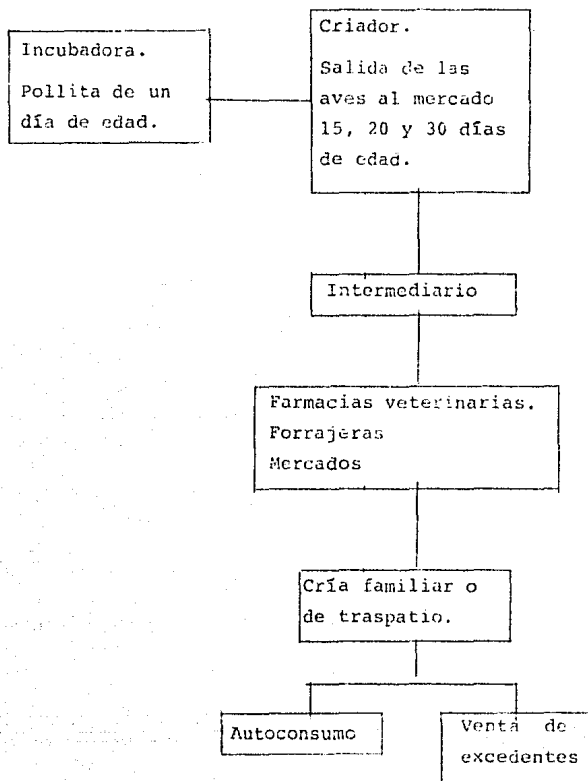 Incubadora.
Pollita de un
día de edad.
Criador.
Salida de las
aves al mercado
15, 20 y 30 días
de edad.
Intermediario
Farmacias veterinarias.
Forrajeras
Mercados
Cría familiar o
de traspatio.
Autoconsumo
Venta de
excedentes